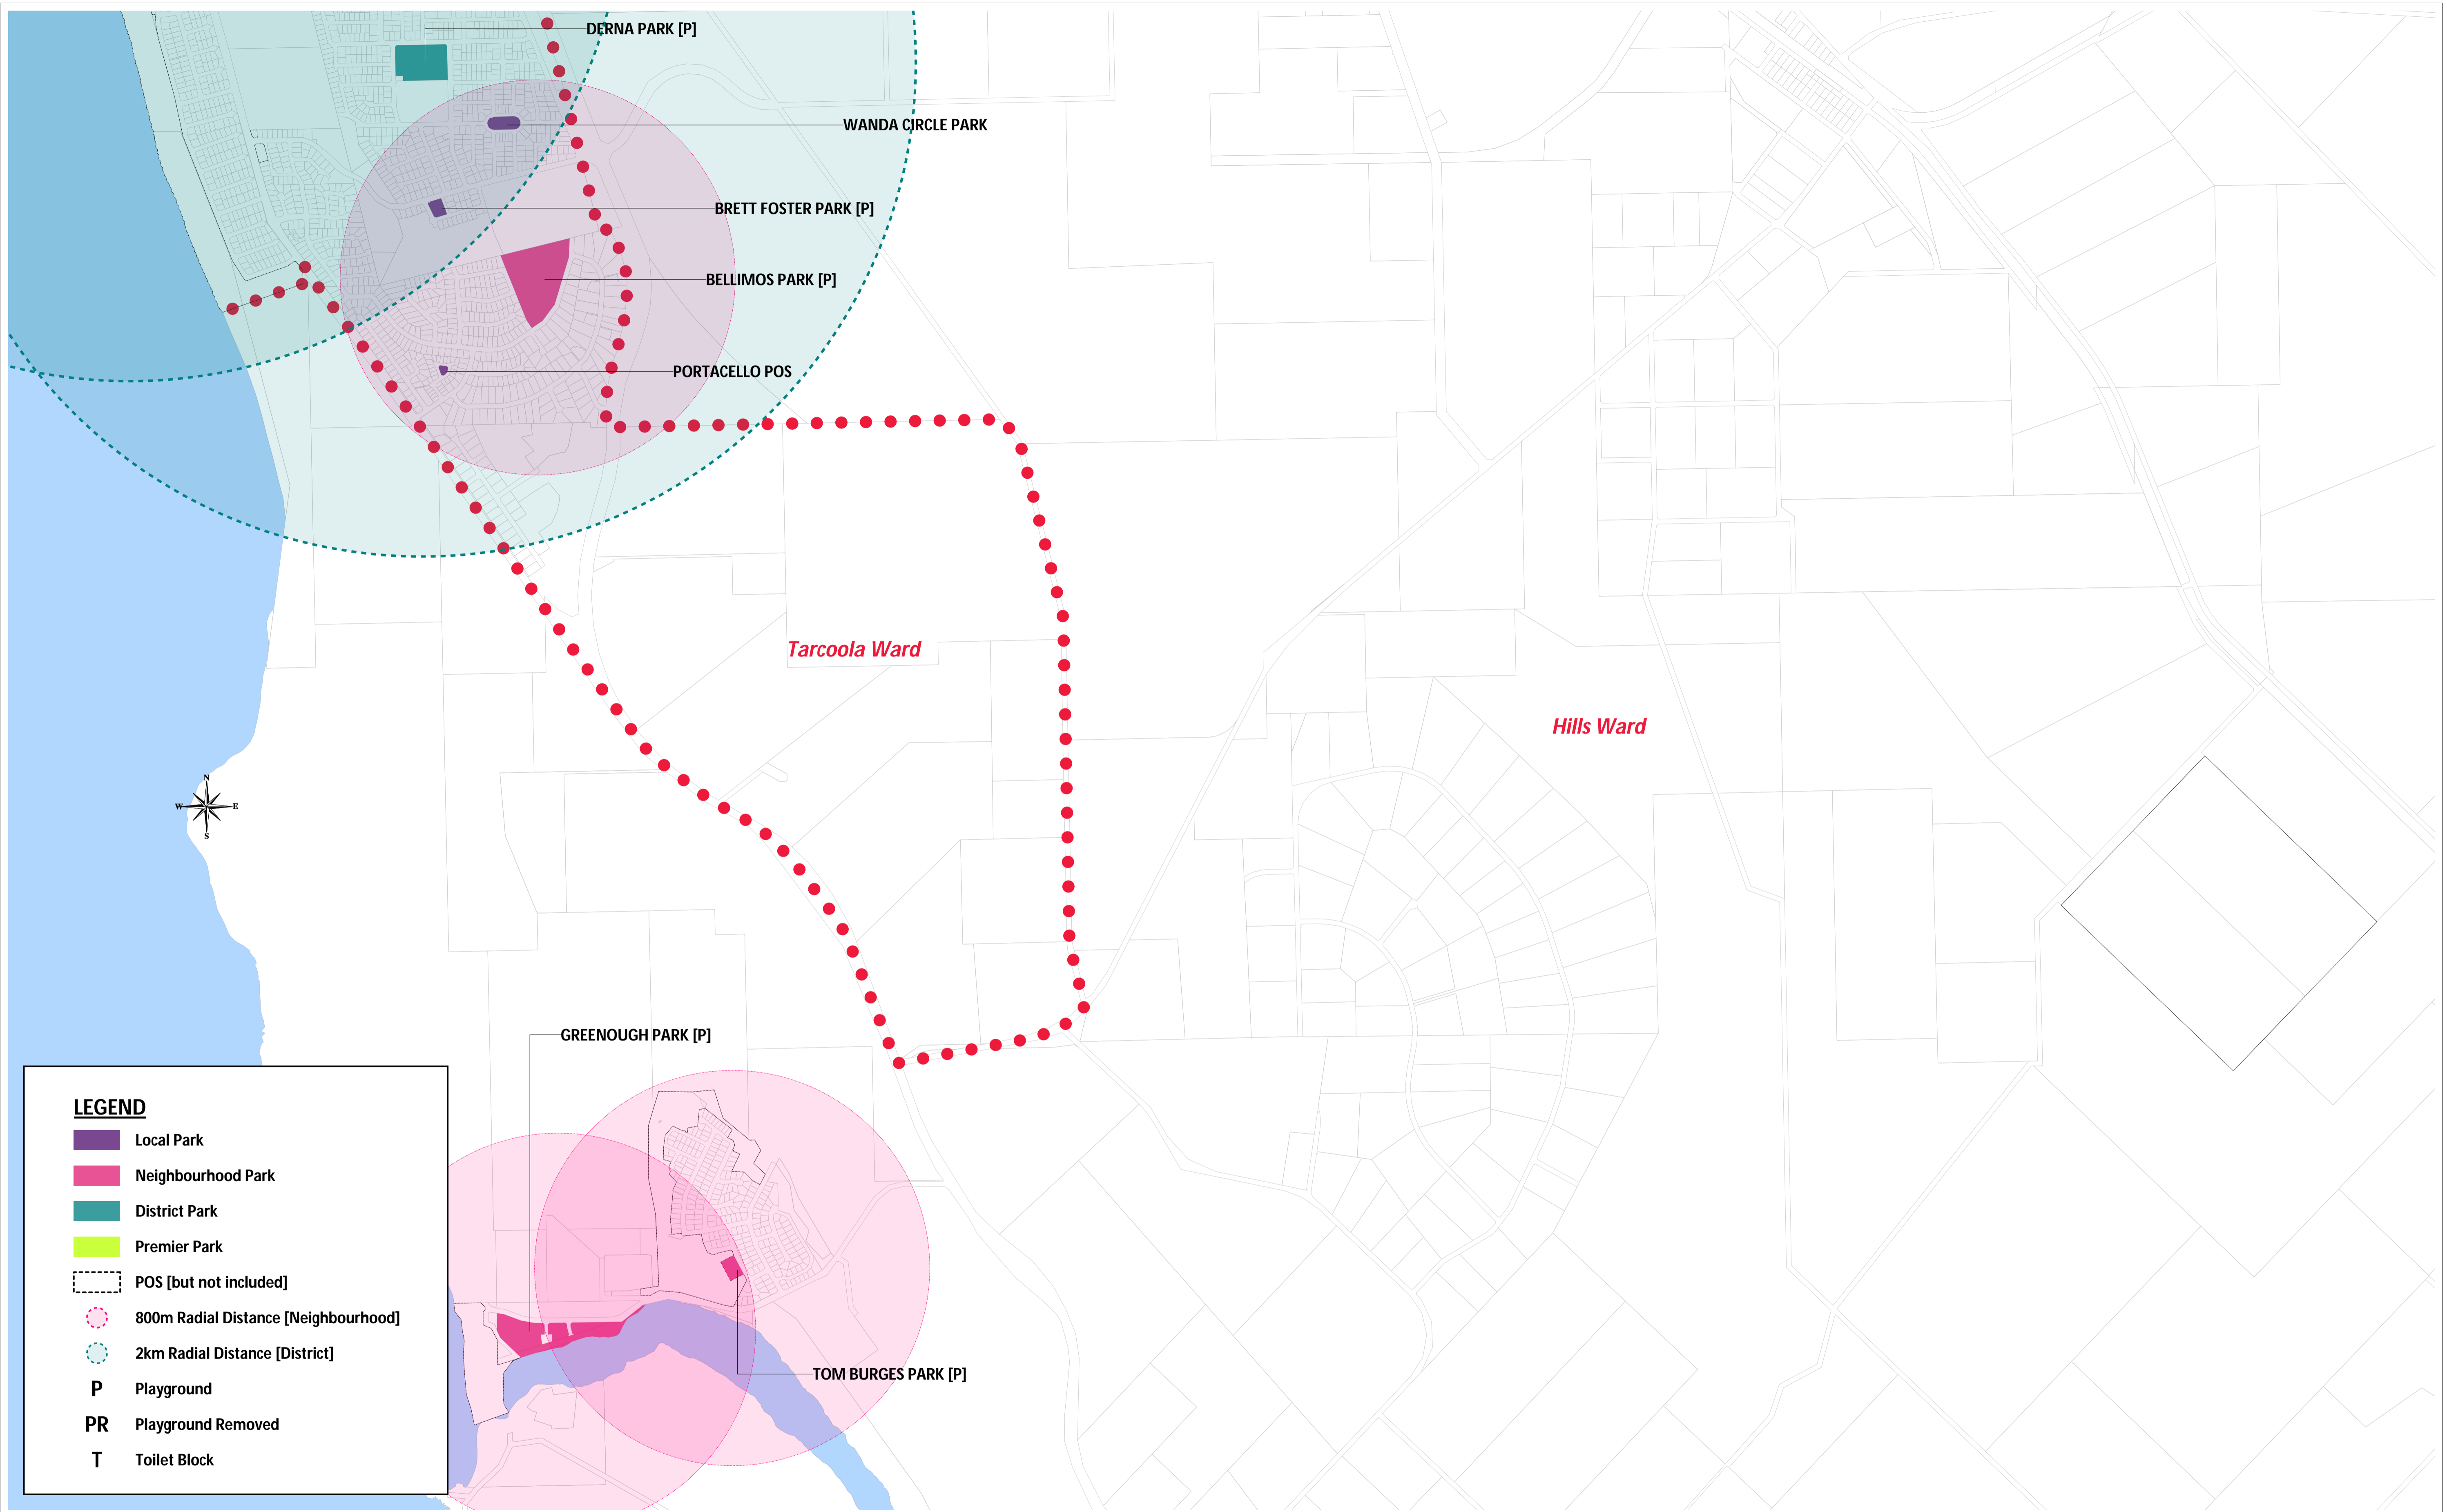 DERNA PARK [P]
WANDA CIRCLE PARK
BRETT FOSTER PARK [P]
BELLIMOS PARK [P]
PORTACELLO POS
Tarcoola Ward
Hills Ward
N
W
E
S
GREENOUGH PARK [P]
TOM BURGES PARK [P]
LEGEND
Local Park
Neighbourhood Park
District Park
Premier Park
POS [but not included]
800m Radial Distance [Neighbourhood]
2km Radial Distance [District]
P Playground
PR Playground Removed
T Toilet Block